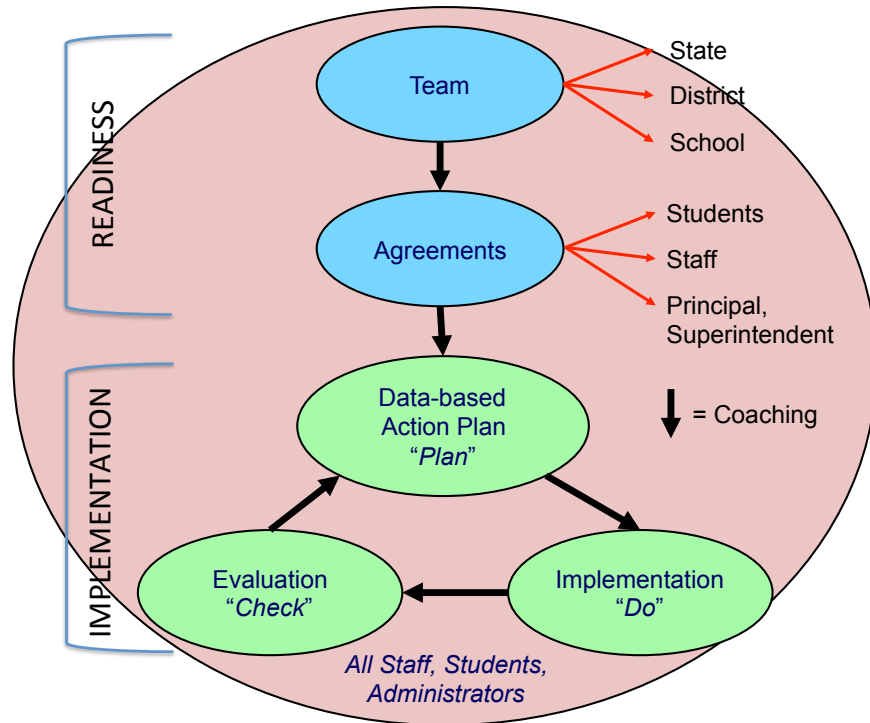 READINESS
Team
State
District
School
Agreements
Students
Staff
Principal,
Superintendent
IMPLEMENTATION
Data-based
Action Plan
“Plan”
= Coaching
Evaluation
“Check”
Implementation
“Do”
All Staff, Students,
Administrators